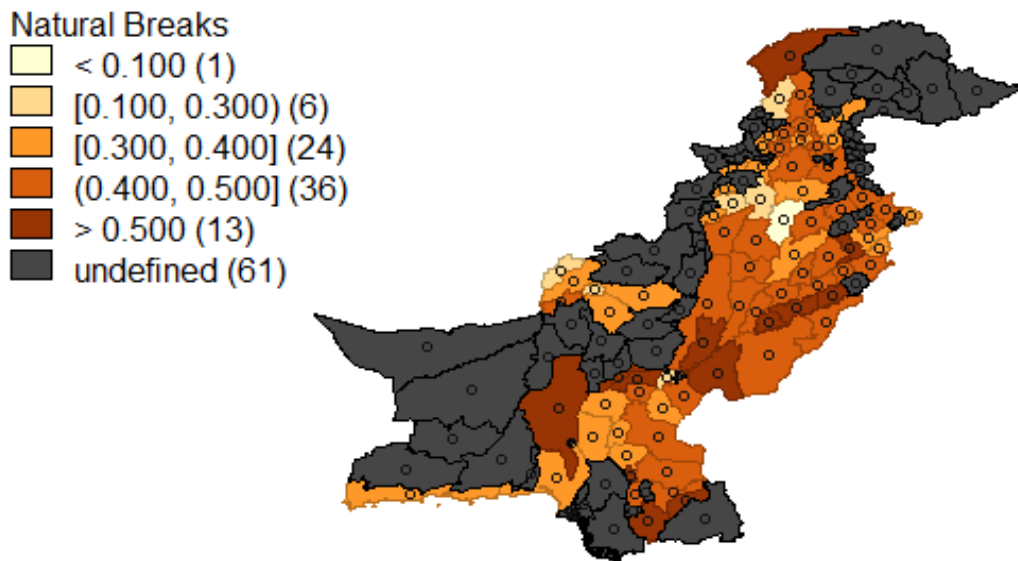 Natural Breaks
< 0.100 (1)
[0.100, 0.300) (6)
[0.300, 0.400] (24)
(0.400, 0.500] (36)
> 0.500 (13)
undefined (61)